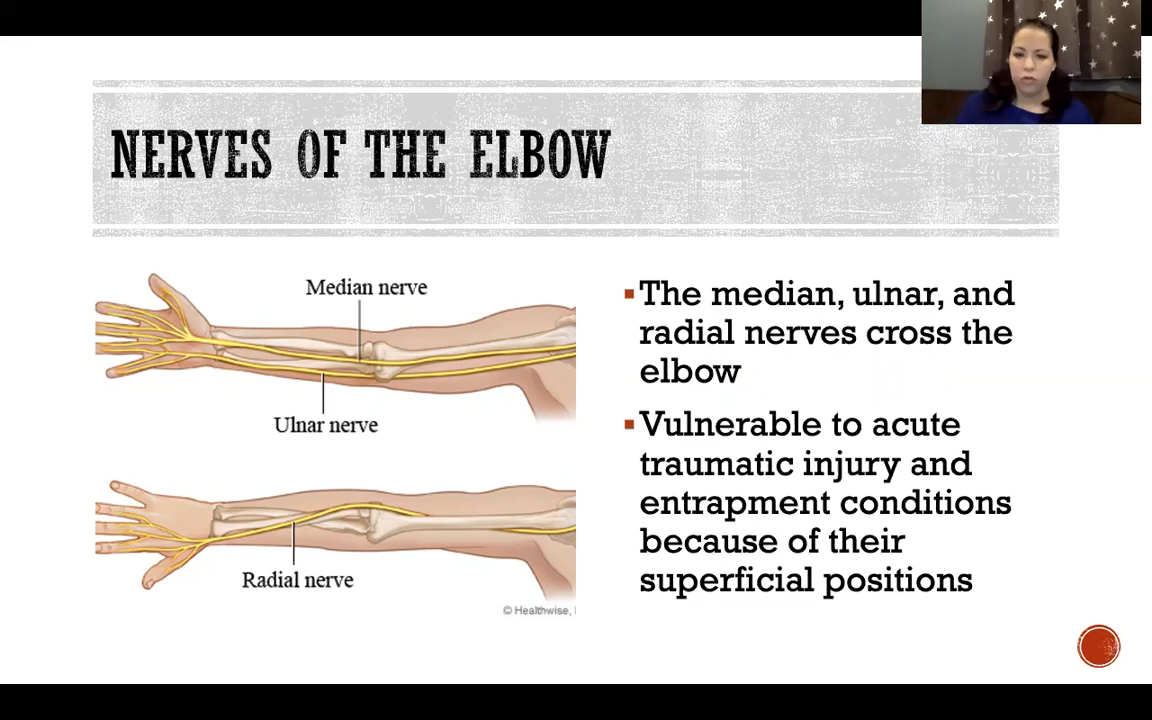 NERVES OF THE ELBOW
Median nerve
Ulnar nerve
Radial nerve
© Healthwise,
▪The median, ulnar, and
radial nerves cross the
elbow
▪Vulnerable to acute
traumatic injury and
entrapment conditions
because of their
superficial positions